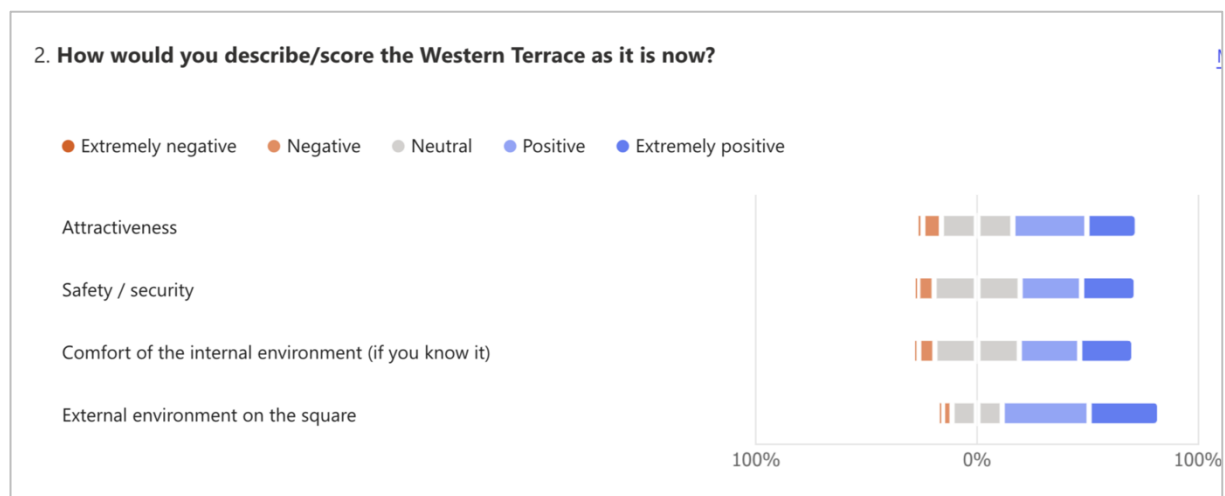 2. How would you describe/score the Western Terrace as it is now?
Extremely negative Negative Neutral Positive Extremely positive
Attractiveness
Safety / security
Comfort of the internal environment (if you know it)
External environment on the square
100% 0% 100%